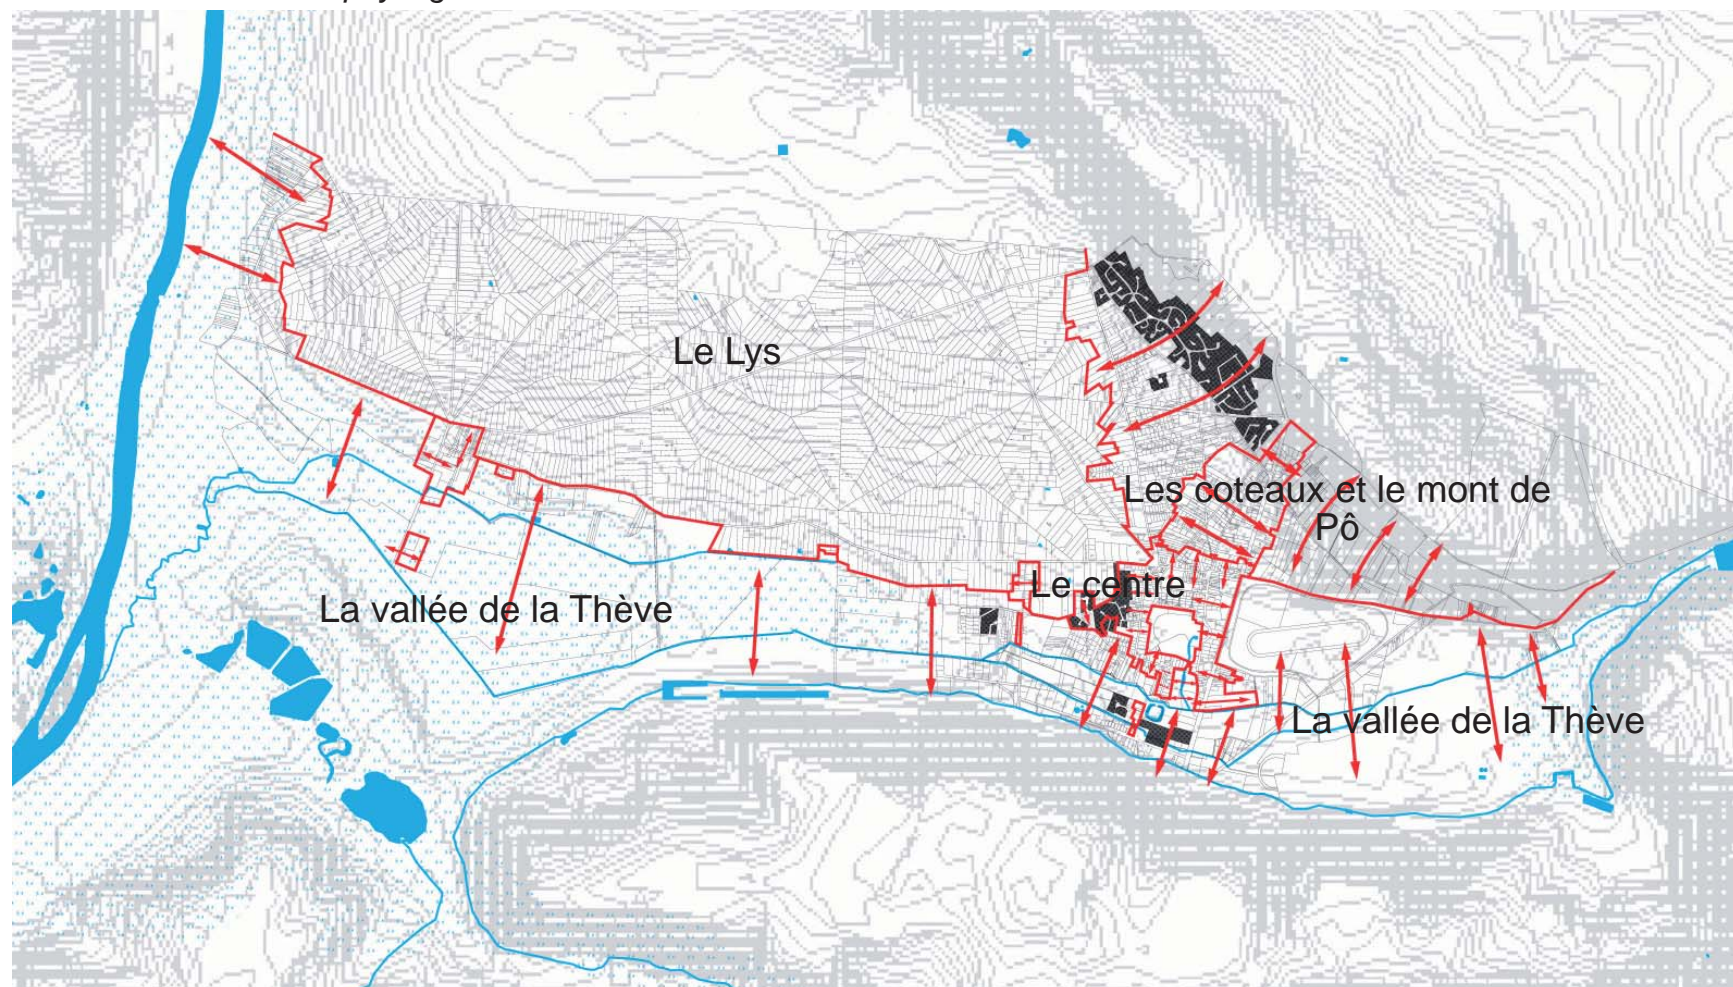 Le Lys
Les coteaux et le mont de
Pô
Le centre
La vallée de la Thève
La vallée de la Thève